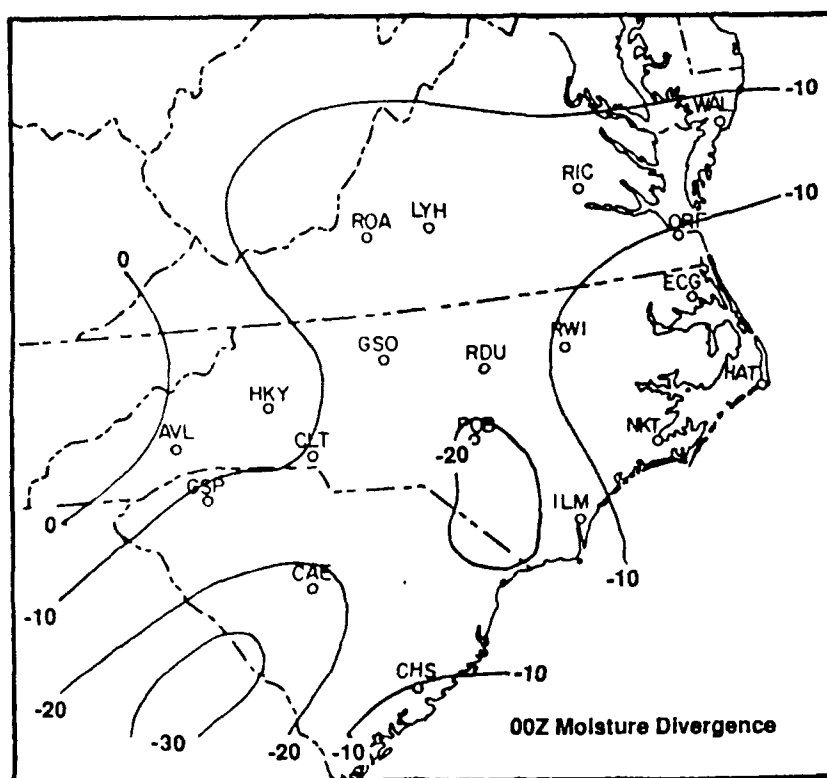 -10
WAL
RIC
-10
LYH
ROA
ORF
0
ECG
RWI
GSO
RDU
HAT
HKY
AVL
CLT
POB
NKT
-20
GSP
ILM
0
-10
CAE
-10
CHS
-10
-20
-30
-20
-10
00Z Moisture Divergence